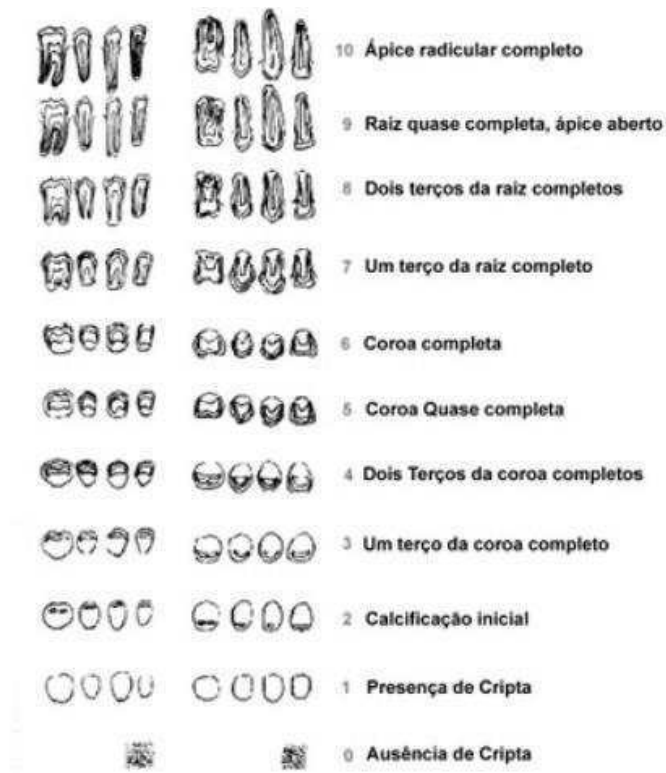 10 Ápice radicular completo
9 Raiz quase completa, ápice aberto
8 Dois terços da raiz completos
7 Um terço da raiz completo
6 Coroa completa
5 Coroa Quase completa
4 Dois Terços da coroa completos
3 Um terço da coroa completo
2 Calcificação inicial
1 Presença de Cripta
0 Ausência de Cripta